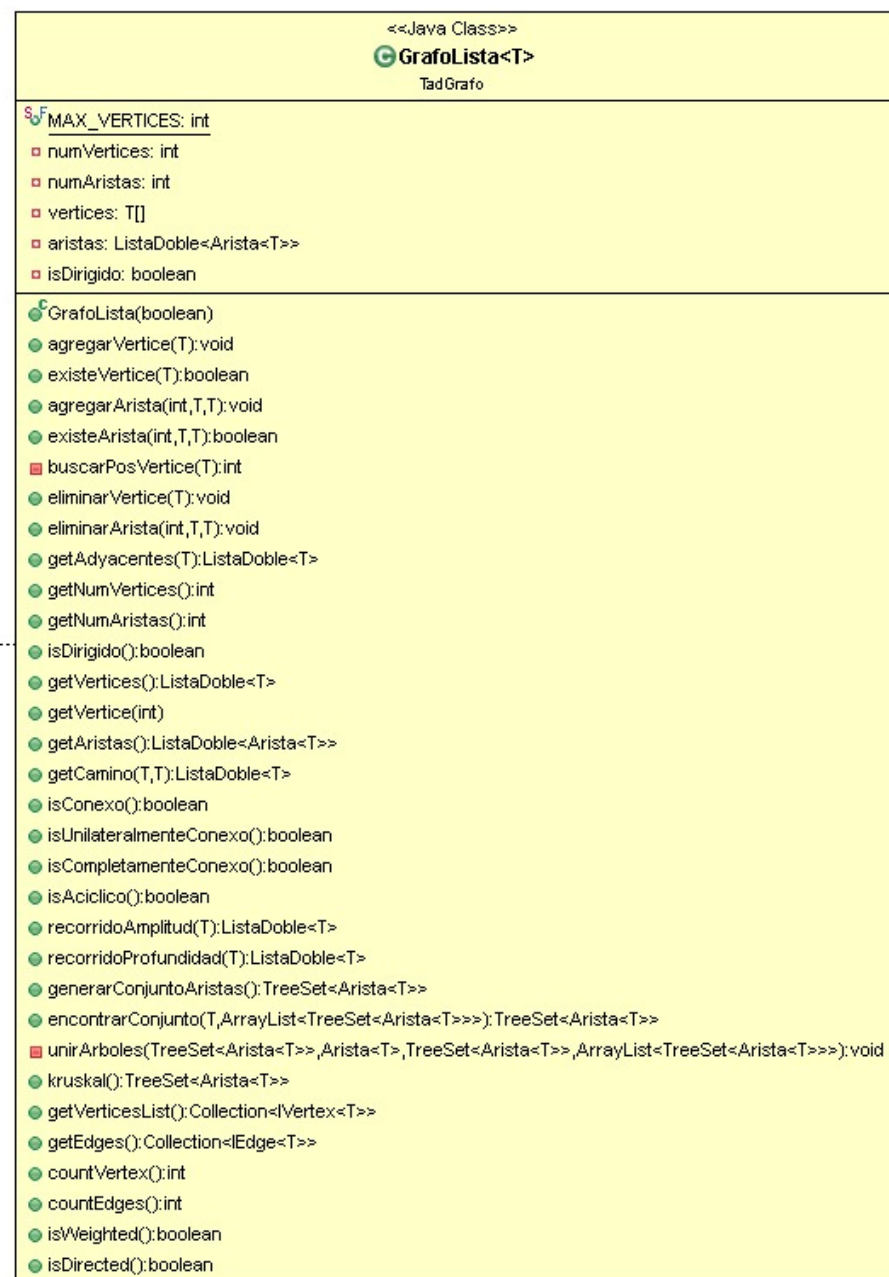 <<Java Class>>
GrafoLista<T>
TadGrafo
MAX_VERTICES: int
numVertices: int
numAristas: int
vertices: T[]
aristas: ListaDoble<Arista<T>>
isDirigido: boolean
GrafoLista(boolean)
agregarVertice(T):void
existeVertice(T):boolean
agregarArista(int,T,T):void
existeArista(int,T,T):boolean
buscarPosVertice(T):int
eliminarVertice(T):void
eliminarArista(int,T,T):void
getAdyacentes(T):ListaDoble<T>
getNumVertices():int
getNumAristas():int
isDirigido():boolean
getVertices():ListaDoble<T>
getVertice(int)
getAristas():ListaDoble<Arista<T>>
getCamino(T,T):ListaDoble<T>
isConexo():boolean
isUnilateralmenteConexo():boolean
isCompletamenteConexo():boolean
isAciclico():boolean
recorridoAmplitud(T):ListaDoble<T>
recorridoProfundidad(T):ListaDoble<T>
generarConjuntoAristas():TreeSet<Arista<T>>
encontrarConjunto(T,ArrayList<TreeSet<Arista<T>>>):TreeSet<Arista<T>>
unirArboles(TreeSet<Arista<T>>,Arista<T>,TreeSet<Arista<T>>,ArrayList<TreeSet<Arista<T>>>):void
kruskal():TreeSet<Arista<T>>
getVerticesList():Collection<IVertex<T>>
getEdges():Collection<IEdge<T>>
countVertex():int
countEdges():int
isWeighted():boolean
isDirected():boolean